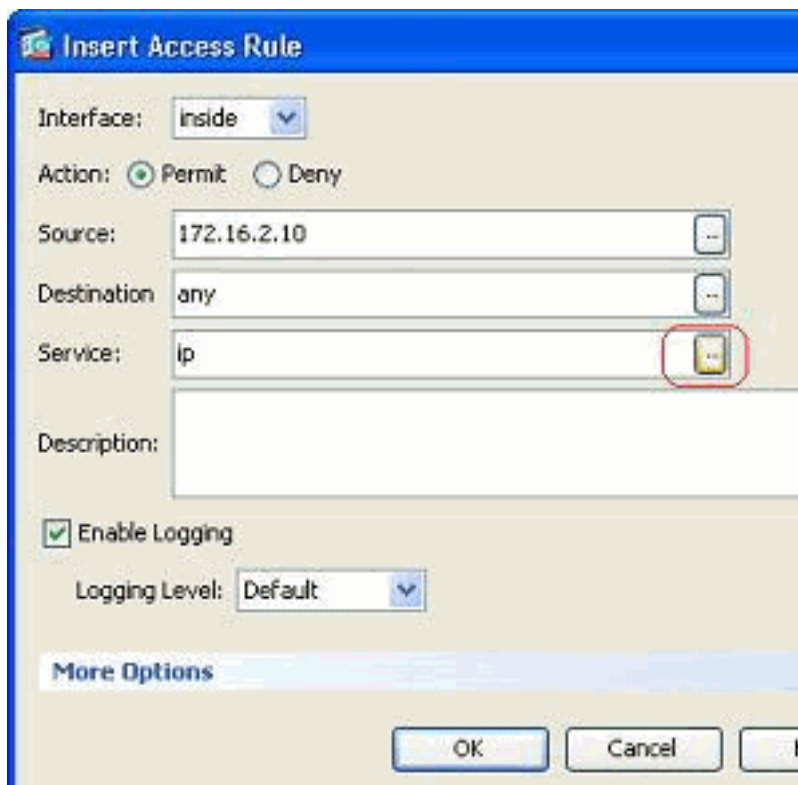 Insert Access Rule
Interface: inside
Action: Permit Deny
Source: 172.16.2.10 ...
Destination any ...
Service: ip ...
Description:
Enable Logging
Logging Level: Default
More Options
OK Cancel